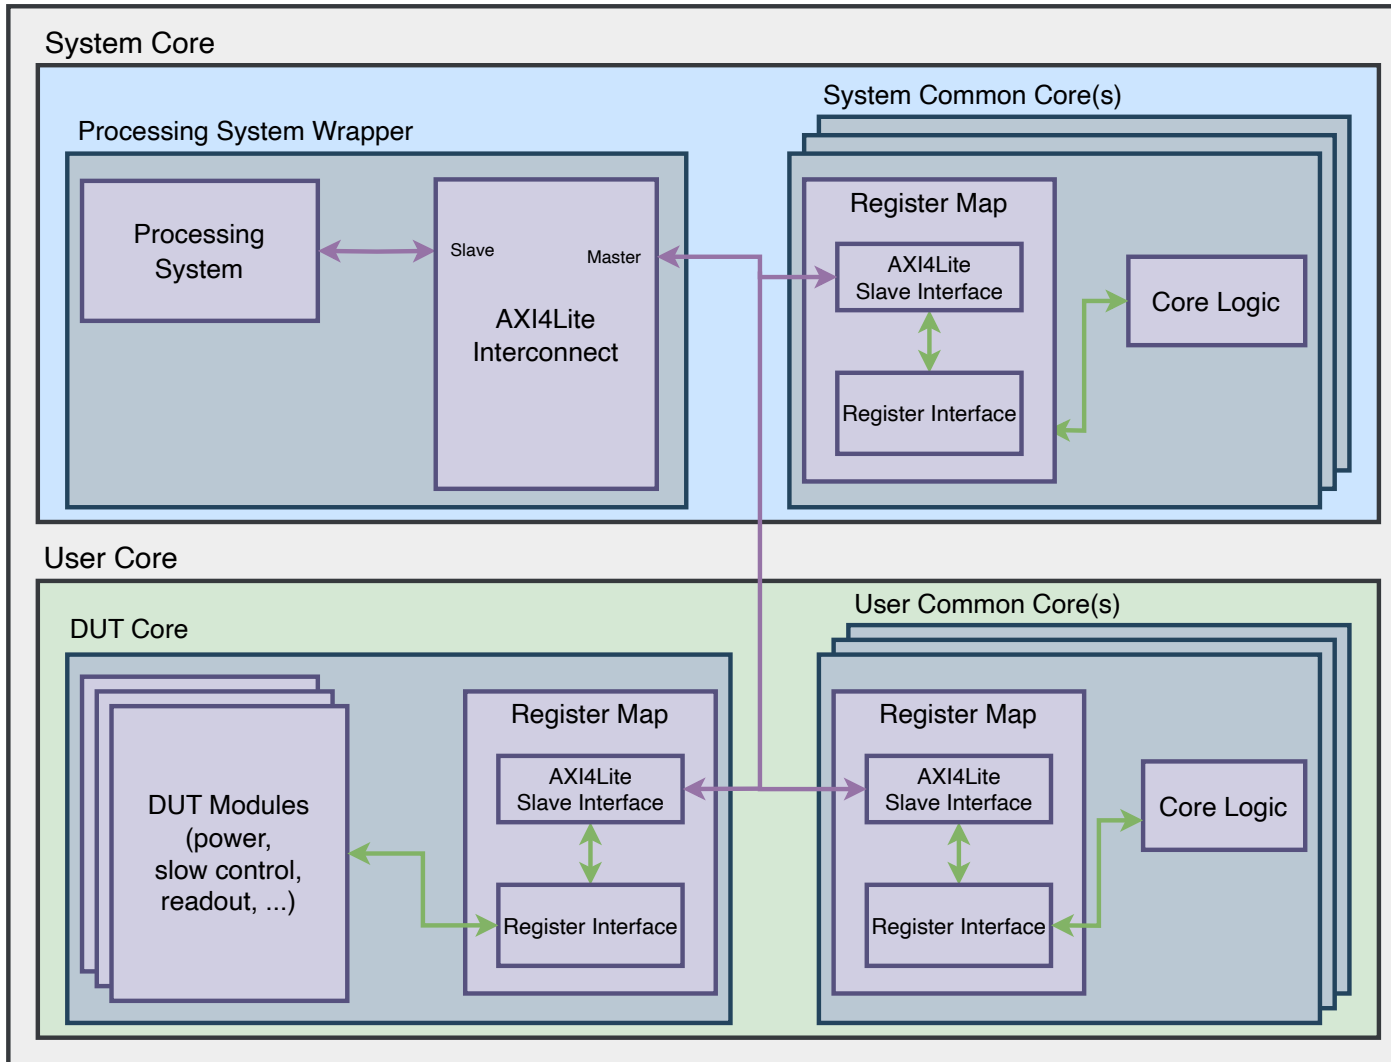 System Core
Processing System Wrapper
Processing
System
Slave
Master
AXI4Lite
Interconnect
System Common Core(s)
Register Map
AXI4Lite
Slave Interface
Register Interface
Core Logic
User Core
DUT Core
DUT Modules
(power,
slow control,
readout, ...)
Register Map
AXI4Lite
Slave Interface
Register Interface
User Common Core(s)
Register Map
AXI4Lite
Slave Interface
Register Interface
Core Logic